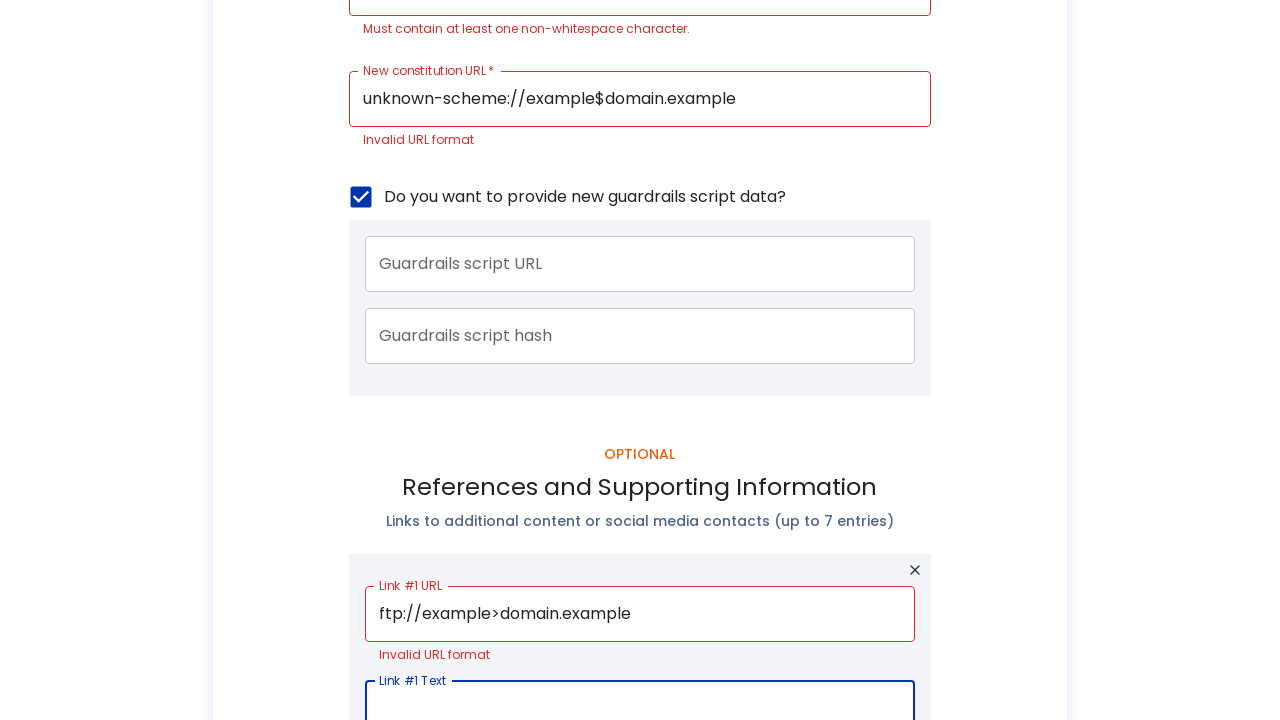 Must contain at least one non-whitespace character.
New constitution URL *
unknown-scheme://example$domain.example
Invalid URL format
Do you want to provide new guardrails script data?
Guardrails script URL
Guardrails script hash
OPTIONAL
References and Supporting Information
Links to additional content or social media contacts (up to 7 entries)
Link #1 URL
ftp://example>domain.example
Invalid URL format
Link #1 Text